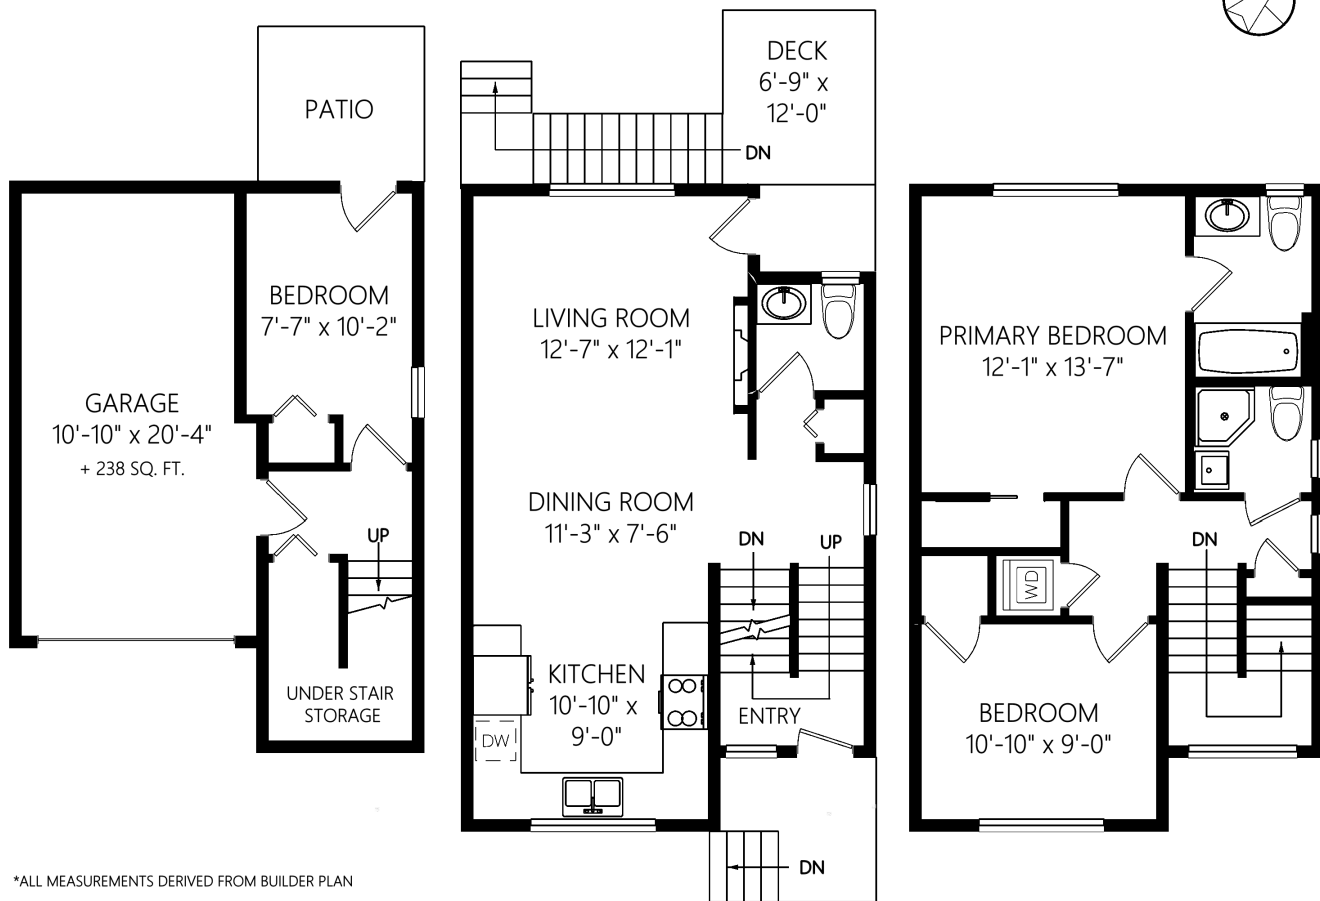 PATIO
BEDROOM
7'-7" x 10'-2"
GARAGE
10'-10" x 20'-4"
+ 238 SQ. FT.
UP
UNDER STAIR
STORAGE
DECK
6'-9" x
12'-0"
DN
LIVING ROOM
12'-7" x 12'-1"
DINING ROOM
11'-3" x 7'-6"
DN
UP
KITCHEN
10'-10" x
9'-0"
DW
ENTRY
DN
PRIMARY BEDROOM
12'-1" x 13'-7"
DN
WD
BEDROOM
10'-10" x 9'-0"
*ALL MEASUREMENTS DERIVED FROM BUILDER PLAN